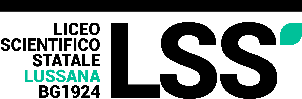 LICEO
SCIENTIFICO
STATALE
LUSSANA
BG1924
LSS